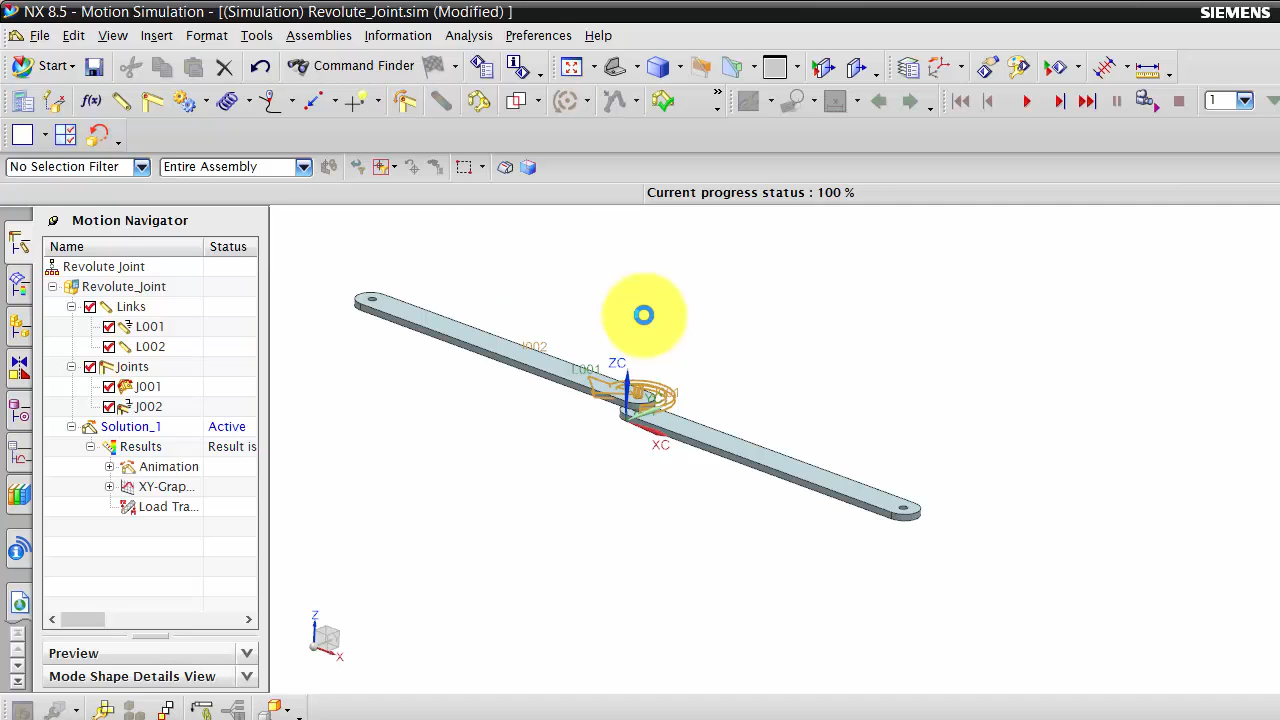 NX 8.5 - Motion Simulation - [(Simulation) Revolute_Joint.sim (Modified) ]
SIEMENS
File Edit View Insert Format Tools Assemblies Information Analysis Preferences Help
Start Command Finder
1
No Selection Filter Entire Assembly
Current progress status : 100 %
Motion Navigator
Name Status
Revolute Joint
Revolute_Joint
Links
L001
L002
Joints
J001
J002
Solution_1 Active
Results Result is
Animation
XY-Grap...
Load Tra...
Preview
Mode Shape Details View
J002
L001
ZC
XC
Z
X